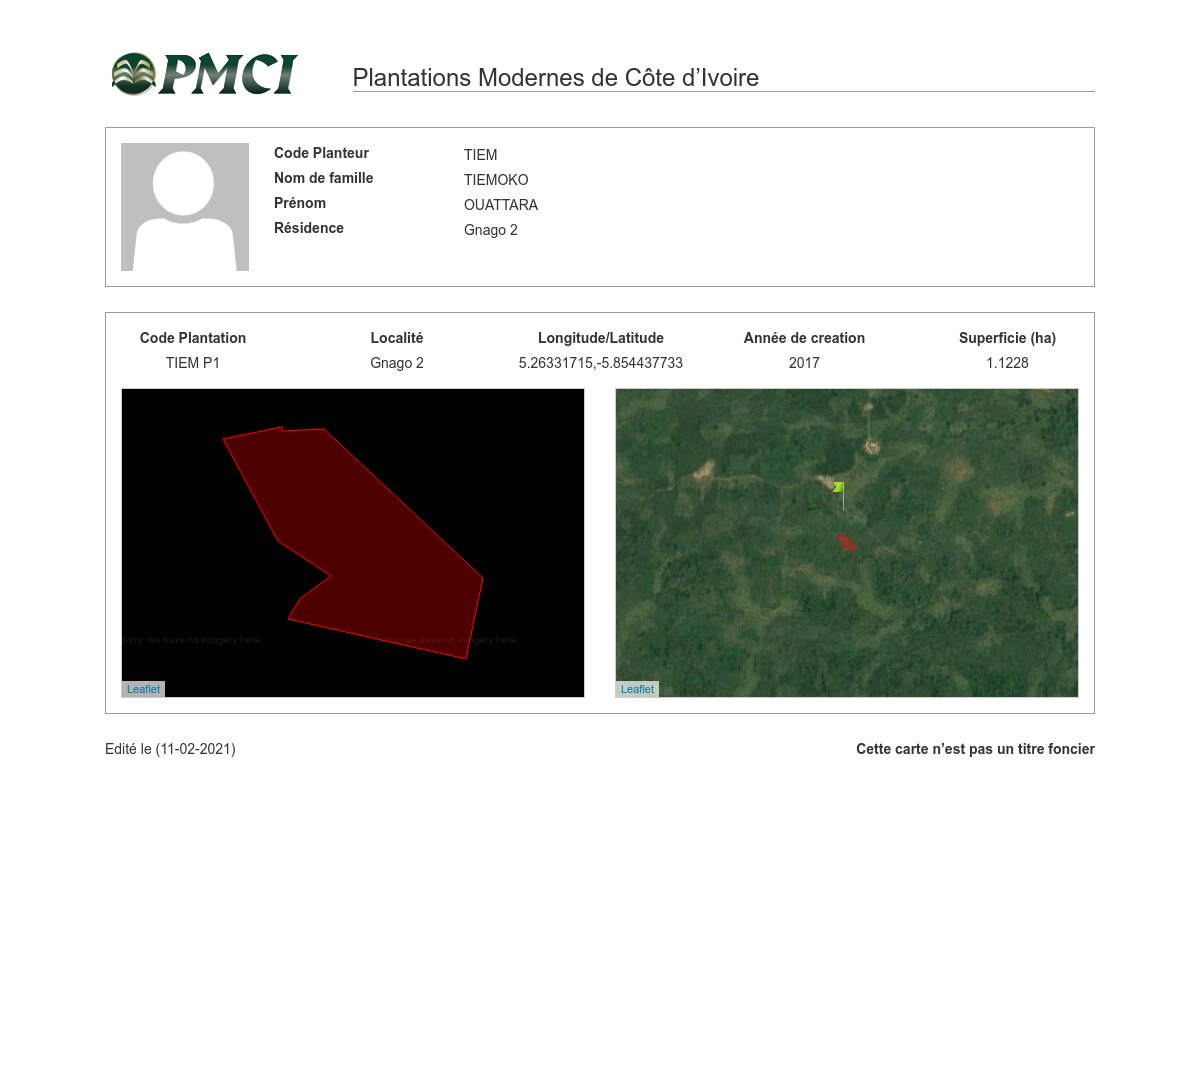 PMCI
Plantations Modernes de Côte d’Ivoire
Code Planteur TIEM
Nom de famille TIEMOKO
Prénom OUATTARA
Résidence Gnago 2
Code Plantation Localité Longitude/Latitude Année de creation Superficie (ha)
TIEM P1 Gnago 2 5.26331715,-5.854437733 2017 1.1228
Sorry, we have no imagery here. Sorry, we have no imagery here.
Leaflet Leaflet
Edité le (11-02-2021) Cette carte n’est pas un titre foncier